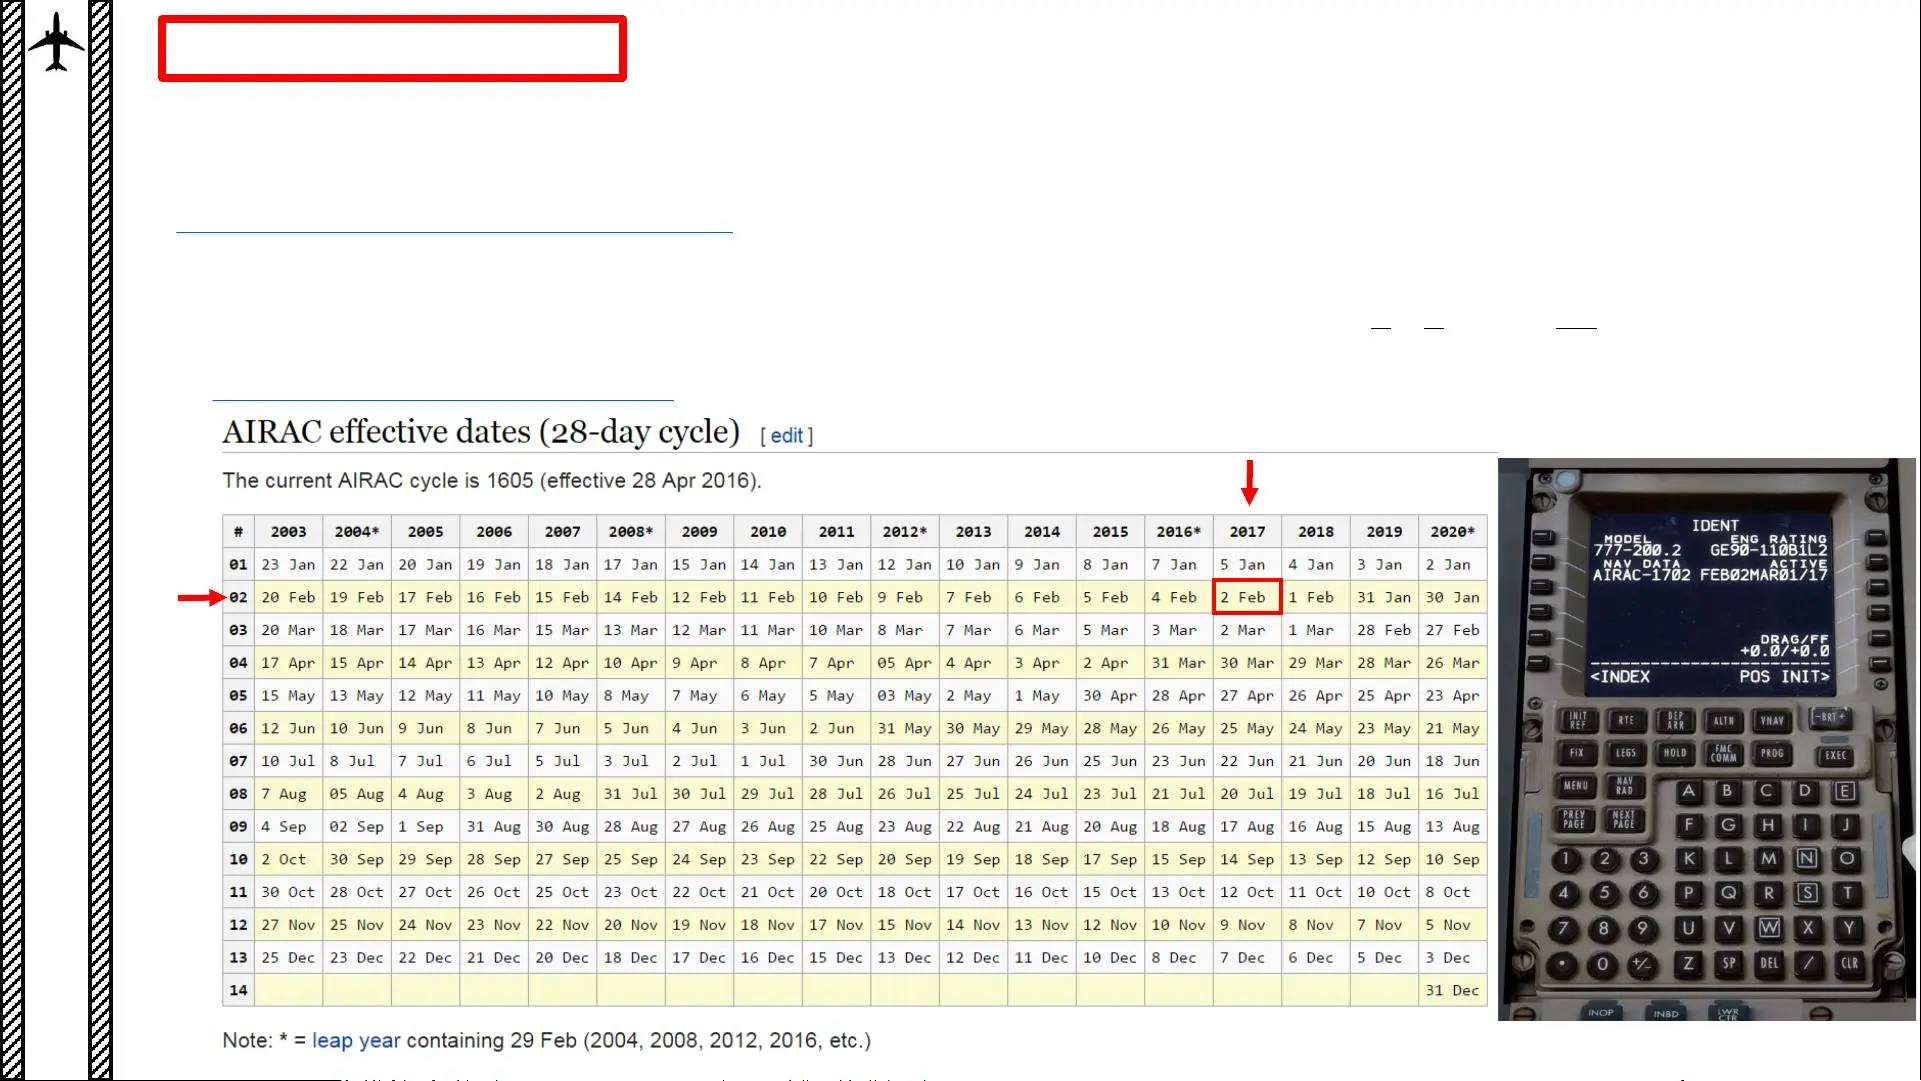 AIRAC effective dates (28-day cycle) [ edit ]
The current AIRAC cycle is 1605 (effective 28 Apr 2016).
# 2003 2004* 2005 2006 2007 2008* 2009 2010 2011 2012* 2013 2014 2015 2016* 2017 2018 2019 2020*
01 23 Jan 22 Jan 20 Jan 19 Jan 18 Jan 17 Jan 15 Jan 14 Jan 13 Jan 12 Jan 10 Jan 9 Jan 8 Jan 7 Jan 5 Jan 4 Jan 3 Jan 2 Jan
02 20 Feb 19 Feb 17 Feb 16 Feb 15 Feb 14 Feb 12 Feb 11 Feb 10 Feb 9 Feb 7 Feb 6 Feb 5 Feb 4 Feb 2 Feb 1 Feb 31 Jan 30 Jan
03 20 Mar 18 Mar 17 Mar 16 Mar 15 Mar 13 Mar 12 Mar 11 Mar 10 Mar 8 Mar 7 Mar 6 Mar 5 Mar 3 Mar 2 Mar 1 Mar 28 Feb 27 Feb
04 17 Apr 15 Apr 14 Apr 13 Apr 12 Apr 10 Apr 9 Apr 8 Apr 7 Apr 05 Apr 4 Apr 3 Apr 2 Apr 31 Mar 30 Mar 29 Mar 28 Mar 26 Mar
05 15 May 13 May 12 May 11 May 10 May 8 May 7 May 6 May 5 May 03 May 2 May 1 May 30 Apr 28 Apr 27 Apr 26 Apr 25 Apr 23 Apr
06 12 Jun 10 Jun 9 Jun 8 Jun 7 Jun 5 Jun 4 Jun 3 Jun 2 Jun 31 May 30 May 29 May 28 May 26 May 25 May 24 May 23 May 21 May
07 10 Jul 8 Jul 7 Jul 6 Jul 5 Jul 3 Jul 2 Jul 1 Jul 30 Jun 28 Jun 27 Jun 26 Jun 25 Jun 23 Jun 22 Jun 21 Jun 20 Jun 18 Jun
08 7 Aug 05 Aug 4 Aug 3 Aug 2 Aug 31 Jul 30 Jul 29 Jul 28 Jul 26 Jul 25 Jul 24 Jul 23 Jul 21 Jul 20 Jul 19 Jul 18 Jul 16 Jul
09 4 Sep 02 Sep 1 Sep 31 Aug 30 Aug 28 Aug 27 Aug 26 Aug 25 Aug 23 Aug 22 Aug 21 Aug 20 Aug 18 Aug 17 Aug 16 Aug 15 Aug 13 Aug
10 2 Oct 30 Sep 29 Sep 28 Sep 27 Sep 25 Sep 24 Sep 23 Sep 22 Sep 20 Sep 19 Sep 18 Sep 17 Sep 15 Sep 14 Sep 13 Sep 12 Sep 10 Sep
11 30 Oct 28 Oct 27 Oct 26 Oct 25 Oct 23 Oct 22 Oct 21 Oct 20 Oct 18 Oct 17 Oct 16 Oct 15 Oct 13 Oct 12 Oct 11 Oct 10 Oct 8 Oct
12 27 Nov 25 Nov 24 Nov 23 Nov 22 Nov 20 Nov 19 Nov 18 Nov 17 Nov 15 Nov 14 Nov 13 Nov 12 Nov 10 Nov 9 Nov 8 Nov 7 Nov 5 Nov
13 25 Dec 23 Dec 22 Dec 21 Dec 20 Dec 18 Dec 17 Dec 16 Dec 15 Dec 13 Dec 12 Dec 11 Dec 10 Dec 8 Dec 7 Dec 6 Dec 5 Dec 3 Dec
14 31 Dec
Note: * = leap year containing 29 Feb (2004, 2008, 2012, 2016, etc.)
IDENT
MODEL ENG RATING
777-200.2 GE90-110B1L2
NAV DATA ACTIVE
AIRAC-1702 FEB02MAR01/17
DRAG/FF
+0.0/+0.0
<INDEX POS INIT>
INIT REF RTE DEP ARR ALTN VNAV -BRT+
FIX LEGS HOLD FMC COMM PROG EXEC
MENU NAV RAD
PREV PAGE NEXT PAGE
A B C D E
F G H I J
1 2 3 K L M N O
4 5 6 P Q R S T
7 8 9 U V W X Y
. 0 +/- Z SP DEL / CLR
INOP INBD LWR CTR